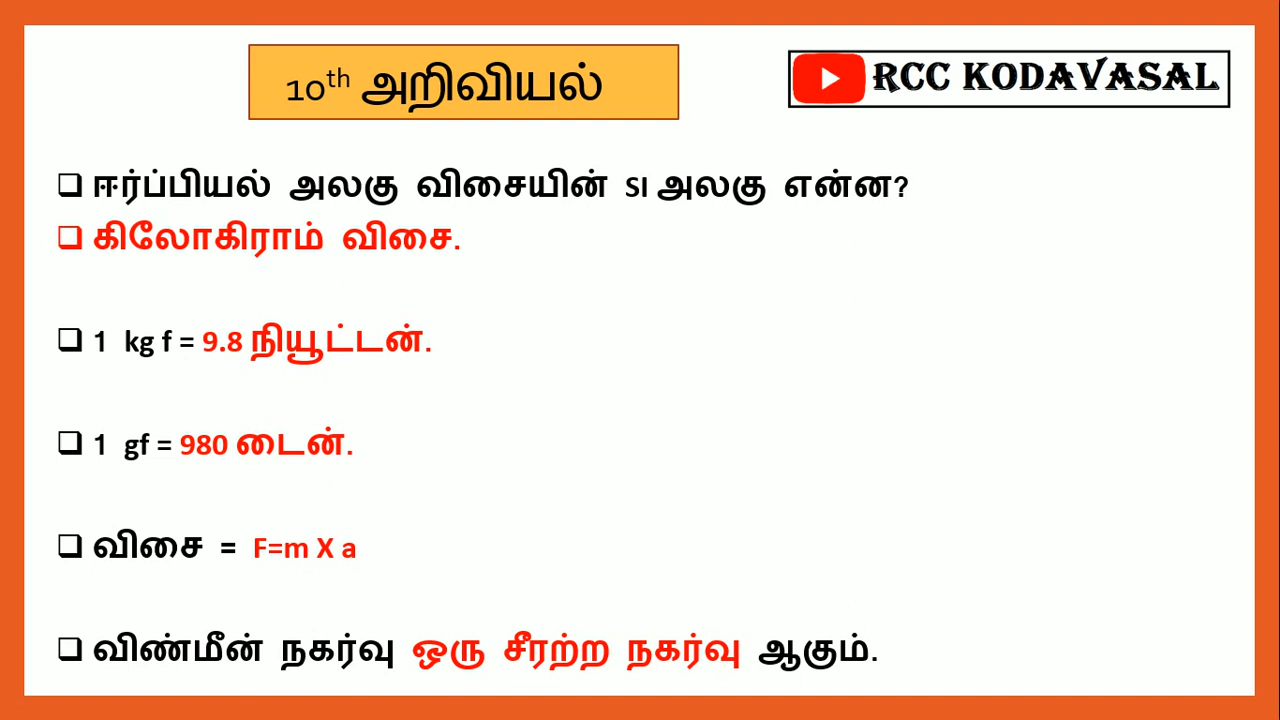 10th அறிவியல்
RCC KODAVASAL
ஈர்ப்பியல் அலகு விசையின் SI அலகு என்ன?
கிலோகிராம் விசை.
1 kg f = 9.8 நியூட்டன்.
1 gf = 980 டைன்.
விசை = F=m X a
விண்மீன் நகர்வு ஒரு சீரற்ற நகர்வு ஆகும்.